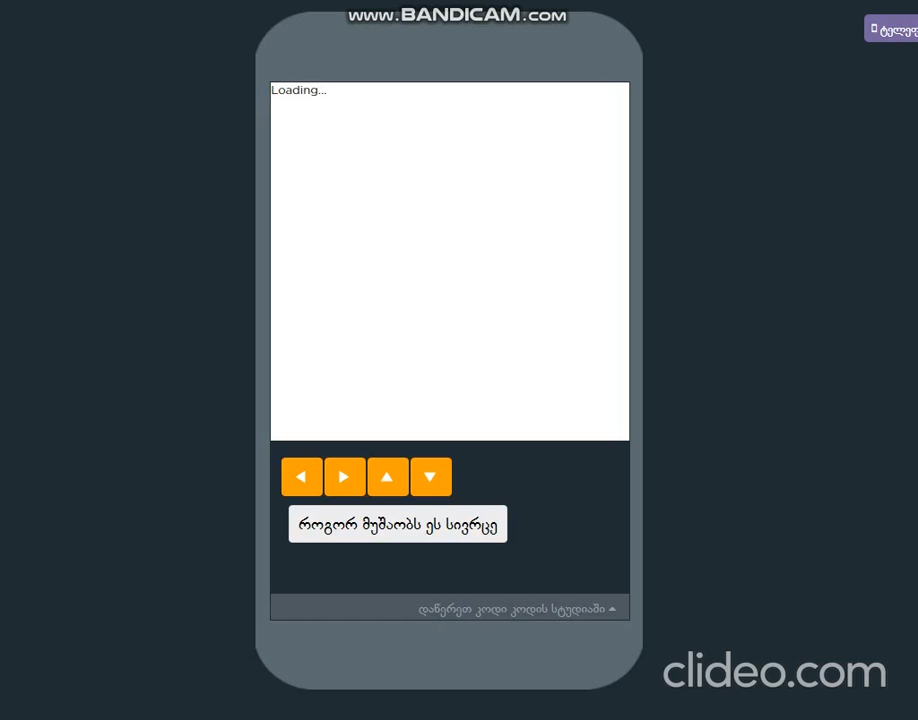 www.BANDICAM.com
Loading...
როგორ მუშაობს ეს სივრცე
დაწერეთ კოდი კოდის სტუდიაში
clideo.com